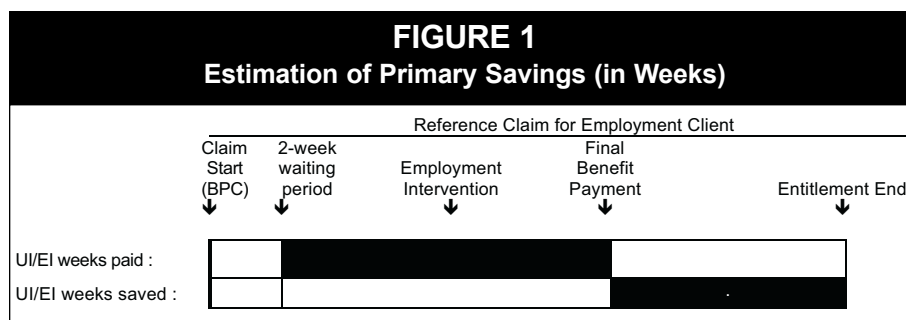 FIGURE 1
Estimation of Primary Savings (in Weeks)
Reference Claim for Employment Client
Claim
Start
(BPC)
2-week
waiting
period
Employment
Intervention
Final
Benefit
Payment
Entitlement End
UI/EI weeks paid :
UI/EI weeks saved :